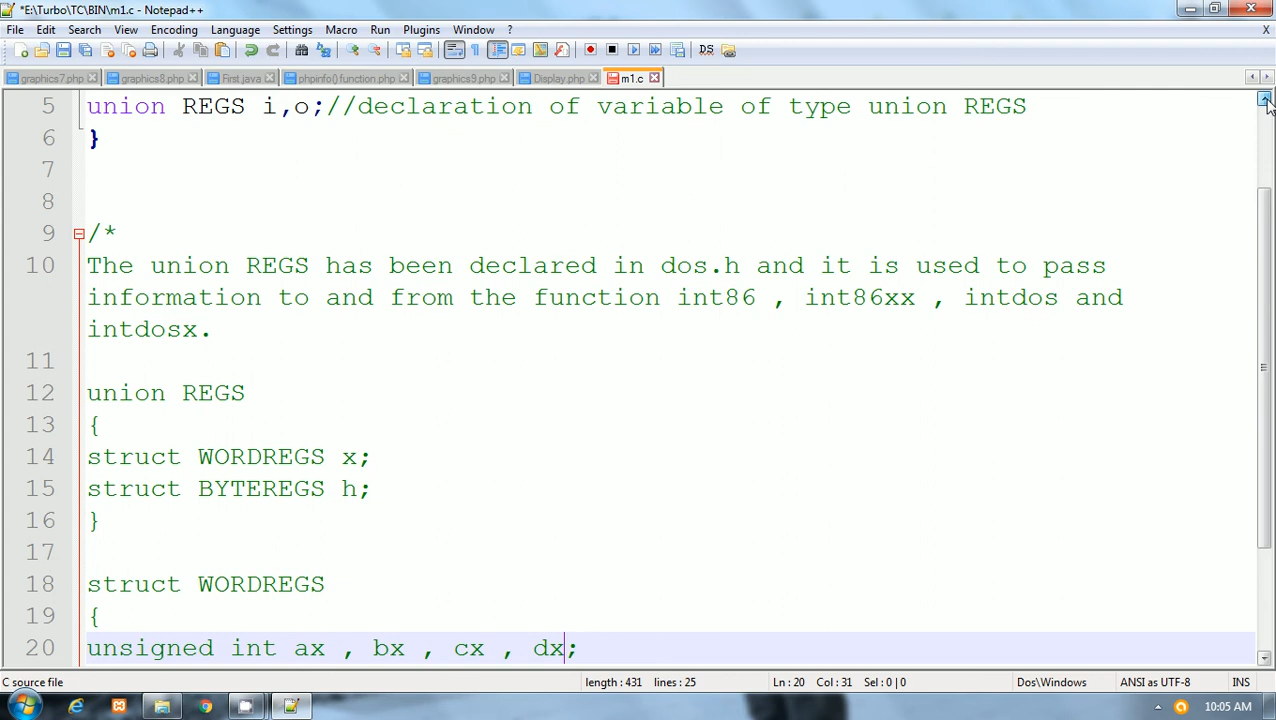 *E:\Turbo\TC\BIN\m1.c - Notepad++
File Edit Search View Encoding Language Settings Macro Run Plugins Window ? X
graphics7.php graphics8.php First.java phpinfo() function.php graphics9.php Display.php m1.c
5 union REGS i,o;//declaration of variable of type union REGS
6 }
7
8
9 /*
10 The union REGS has been declared in dos.h and it is used to pass
information to and from the function int86 , int86xx , intdos and
intdosx.
11
12 union REGS
13 {
14 struct WORDREGS x;
15 struct BYTEREGS h;
16 }
17
18 struct WORDREGS
19 {
20 unsigned int ax , bx , cx , dx;
C source file length : 431 lines : 25 Ln : 20 Col : 31 Sel : 0 | 0 Dos\Windows ANSI as UTF-8 INS
10:05 AM